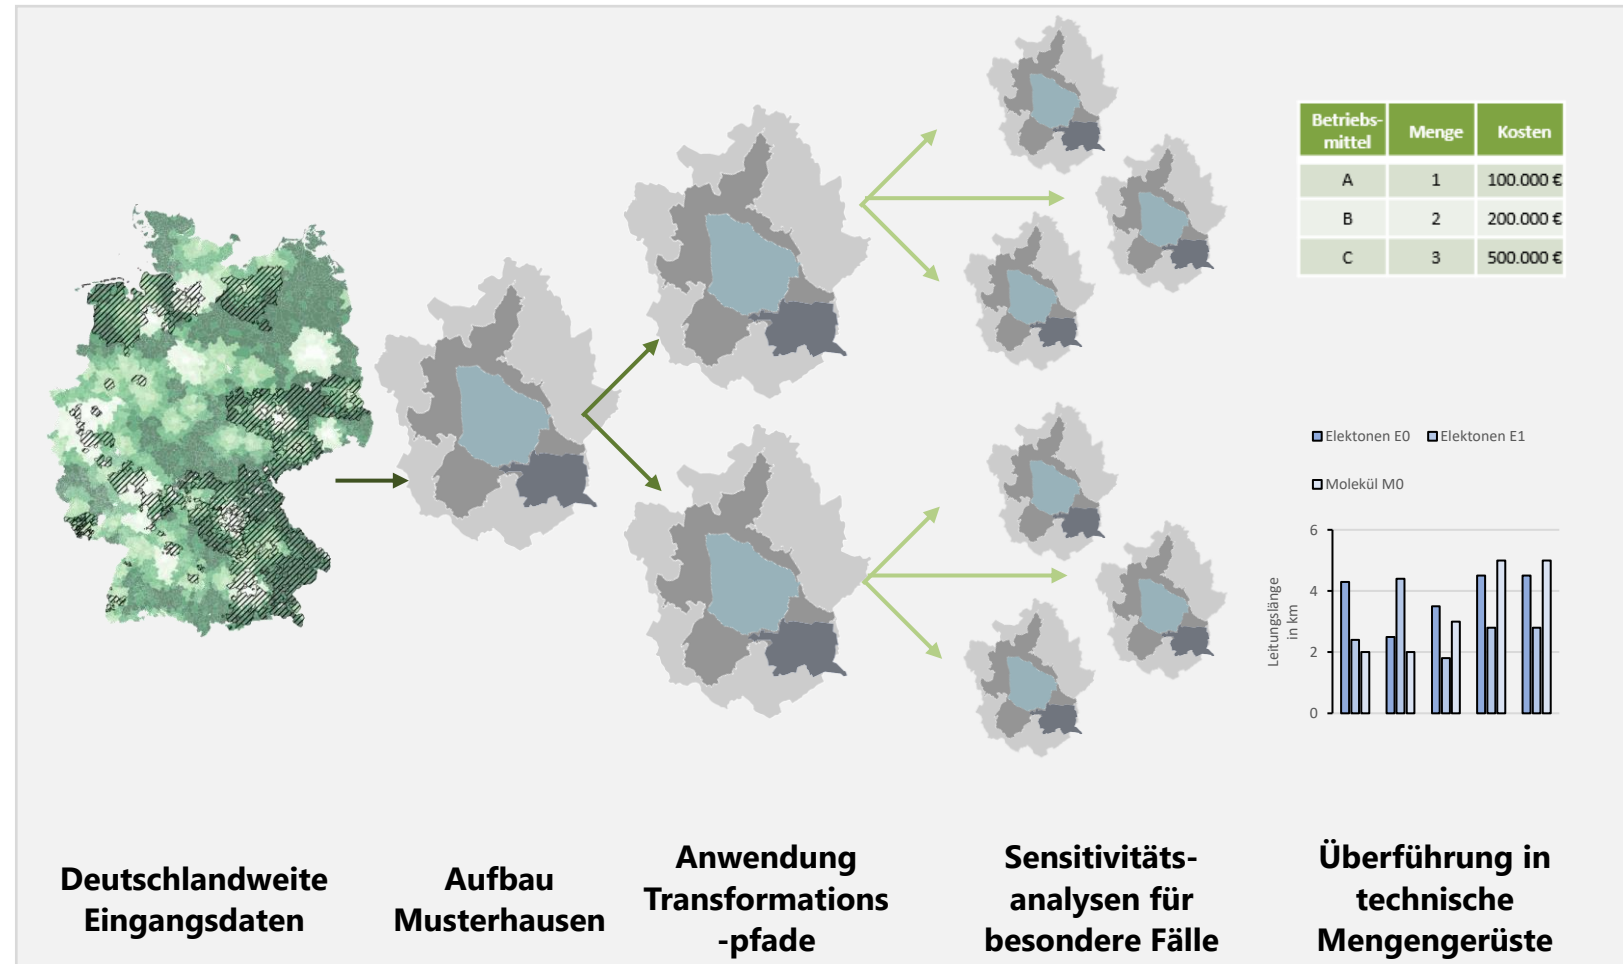 Betriebs-
mittel
Menge
Kosten
A
1
100.000 €
B
2
200.000 €
C
3
500.000 €
Elektonen E0
Elektonen E1
Molekül M0
Leitungslänge
in km
6
4
2
0
Deutschlandweite
Eingangsdaten
Aufbau
Musterhausen
Anwendung
Transformations
-pfade
Sensitivitäts-
analysen für
besondere Fälle
Überführung in
technische
Mengengerüste